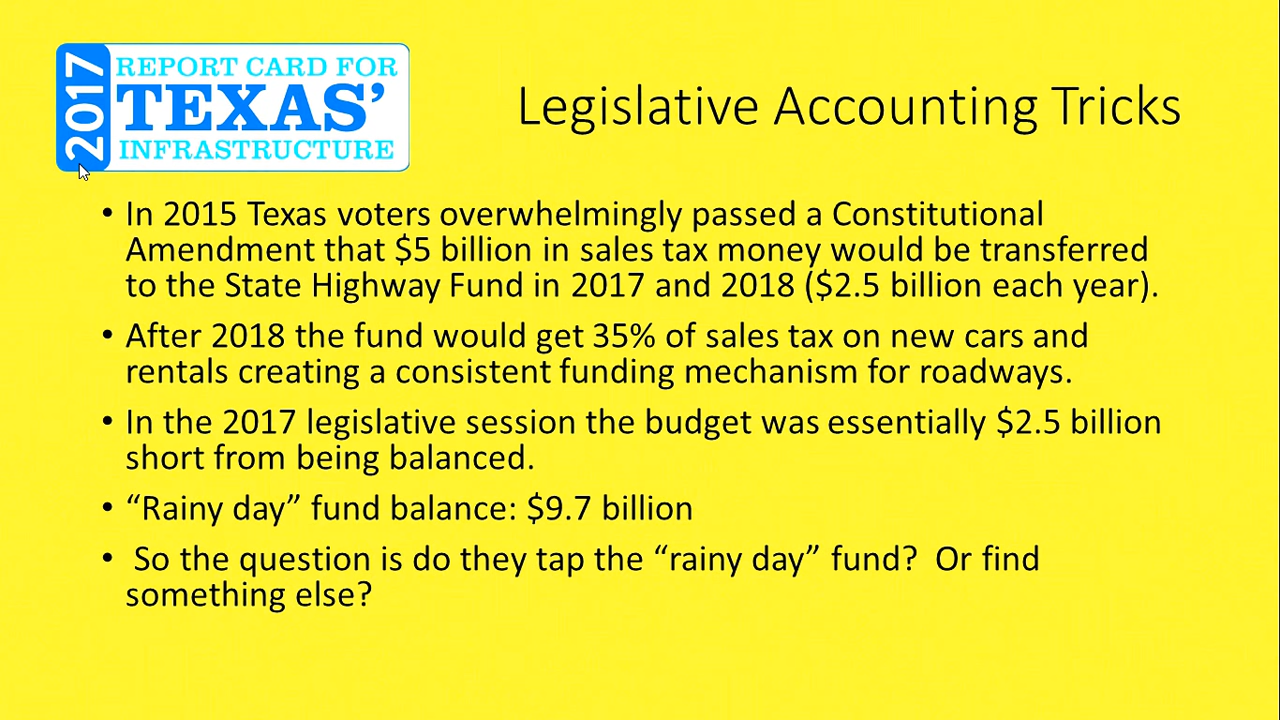 2017
REPORT CARD FOR
TEXAS'
INFRASTRUCTURE
Legislative Accounting Tricks
• In 2015 Texas voters overwhelmingly passed a Constitutional
Amendment that $5 billion in sales tax money would be transferred
to the State Highway Fund in 2017 and 2018 ($2.5 billion each year).
• After 2018 the fund would get 35% of sales tax on new cars and
rentals creating a consistent funding mechanism for roadways.
• In the 2017 legislative session the budget was essentially $2.5 billion
short from being balanced.
• “Rainy day” fund balance: $9.7 billion
• So the question is do they tap the “rainy day” fund?  Or find
something else?